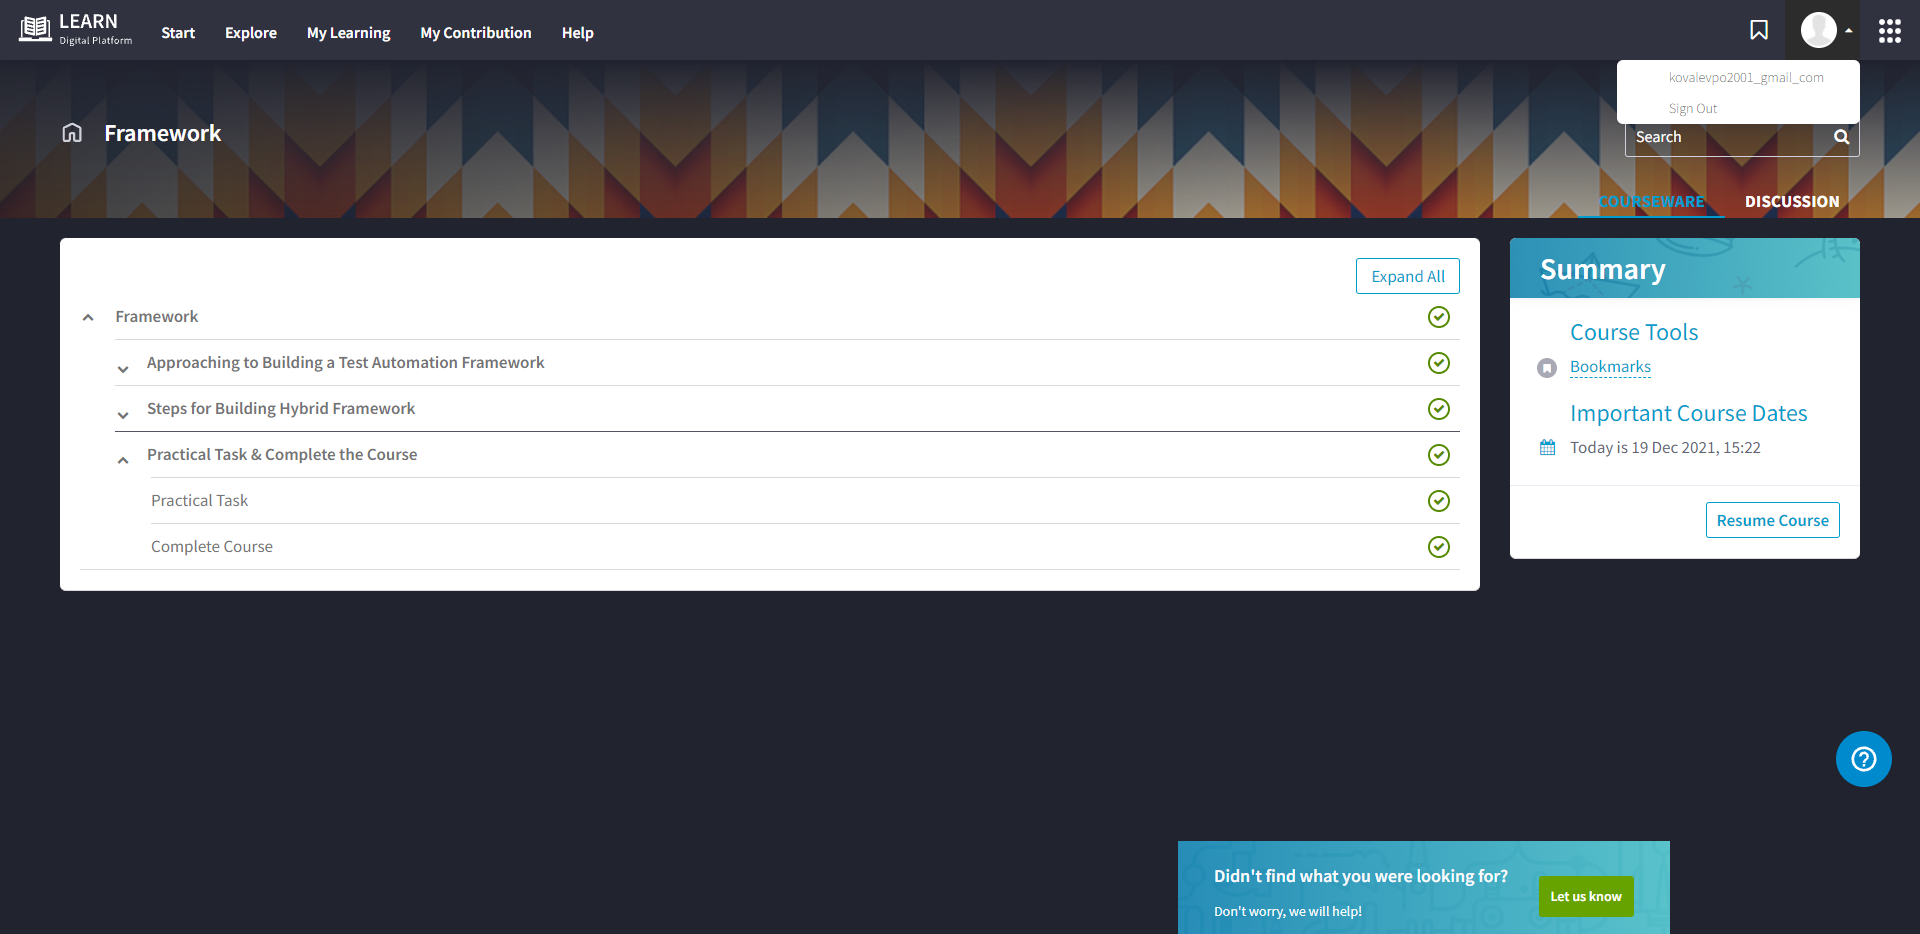 LEARN
Digital Platform
Start
Explore
My Learning
My Contribution
Help
kovalevpo2001_gmail_com
Sign Out
Framework
Search
COURSEWARE
DISCUSSION
Expand All
Framework
Approaching to Building a Test Automation Framework
Steps for Building Hybrid Framework
Practical Task & Complete the Course
Practical Task
Complete Course
Summary
Course Tools
Bookmarks
Important Course Dates
Today is 19 Dec 2021, 15:22
Resume Course
?
Didn't find what you were looking for?
Don't worry, we will help!
Let us know